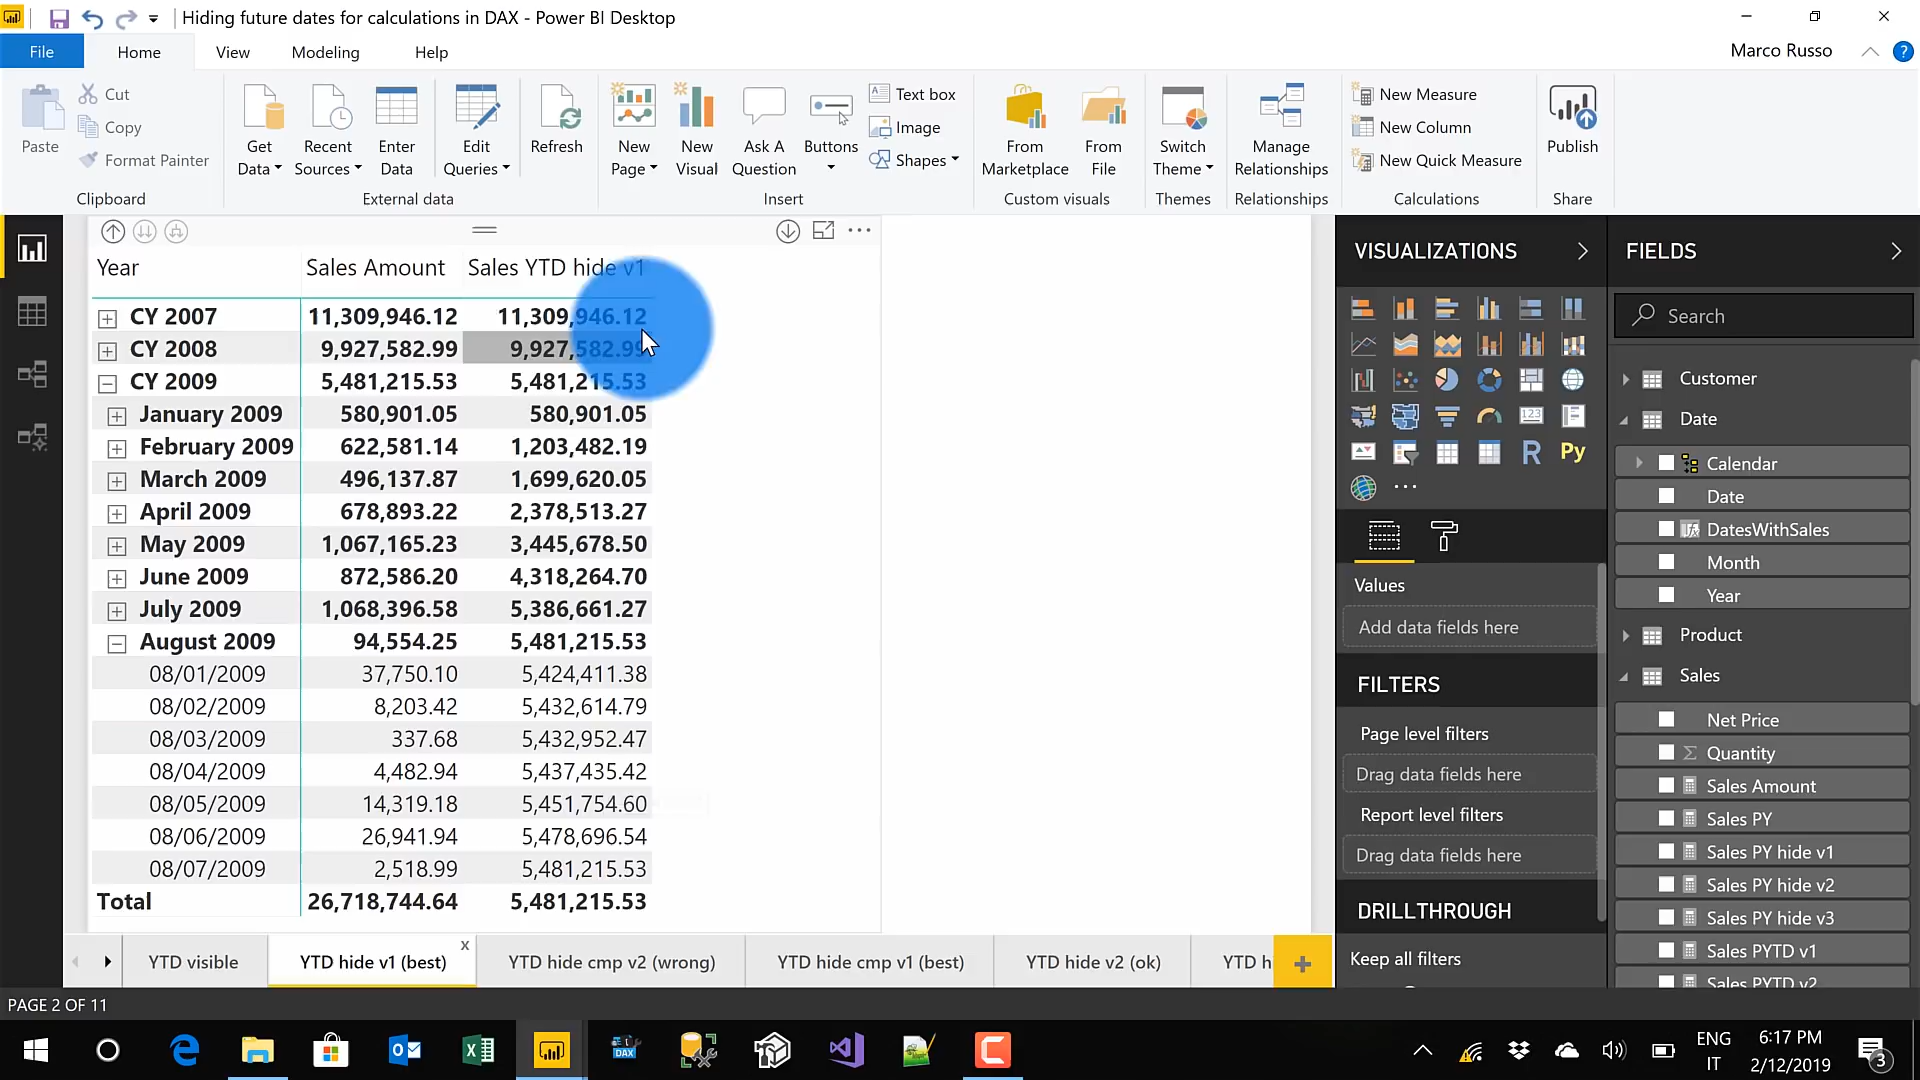 Hiding future dates for calculations in DAX - Power BI Desktop
File Home View Modeling Help Marco Russo ?
Paste
Cut
Copy
Format Painter
Clipboard
Get Data
Recent Sources
Enter Data
External data
Edit Queries
Refresh
New Page
New Visual
Ask A Question
Buttons
Text box
Image
Shapes
Insert
From Marketplace
From File
Custom visuals
Switch Theme
Themes
Manage Relationships
Relationships
New Measure
New Column
New Quick Measure
Calculations
Publish
Share
Year Sales Amount Sales YTD hide v1
CY 2007 11,309,946.12 11,309,946.12
CY 2008 9,927,582.99 9,927,582.99
CY 2009 5,481,215.53 5,481,215.53
January 2009 580,901.05 580,901.05
February 2009 622,581.14 1,203,482.19
March 2009 496,137.87 1,699,620.05
April 2009 678,893.22 2,378,513.27
May 2009 1,067,165.23 3,445,678.50
June 2009 872,586.20 4,318,264.70
July 2009 1,068,396.58 5,386,661.27
August 2009 94,554.25 5,481,215.53
08/01/2009 37,750.10 5,424,411.38
08/02/2009 8,203.42 5,432,614.79
08/03/2009 337.68 5,432,952.47
08/04/2009 4,482.94 5,437,435.42
08/05/2009 14,319.18 5,451,754.60
08/06/2009 26,941.94 5,478,696.54
08/07/2009 2,518.99 5,481,215.53
Total 26,718,744.64 5,481,215.53
VISUALIZATIONS
123
R Py
Values
Add data fields here
FILTERS
Page level filters
Drag data fields here
Report level filters
Drag data fields here
DRILLTHROUGH
Keep all filters
FIELDS
Search
Customer
Date
Calendar
Date
DatesWithSales
Month
Year
Product
Sales
Net Price
Σ Quantity
Sales Amount
Sales PY
Sales PY hide v1
Sales PY hide v2
Sales PY hide v3
Sales PYTD v1
Sales PYTD v2
YTD visible YTD hide v1 (best) x YTD hide cmp v2 (wrong) YTD hide cmp v1 (best) YTD hide v2 (ok) YTD h +
PAGE 2 OF 11
DAX
ENG
IT
6:17 PM
2/12/2019
3